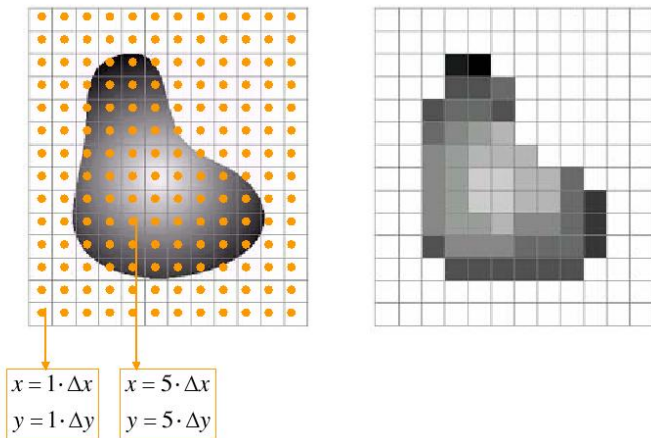 x = 1 · Δx
y = 1 · Δy
x = 5 · Δx
y = 5 · Δy